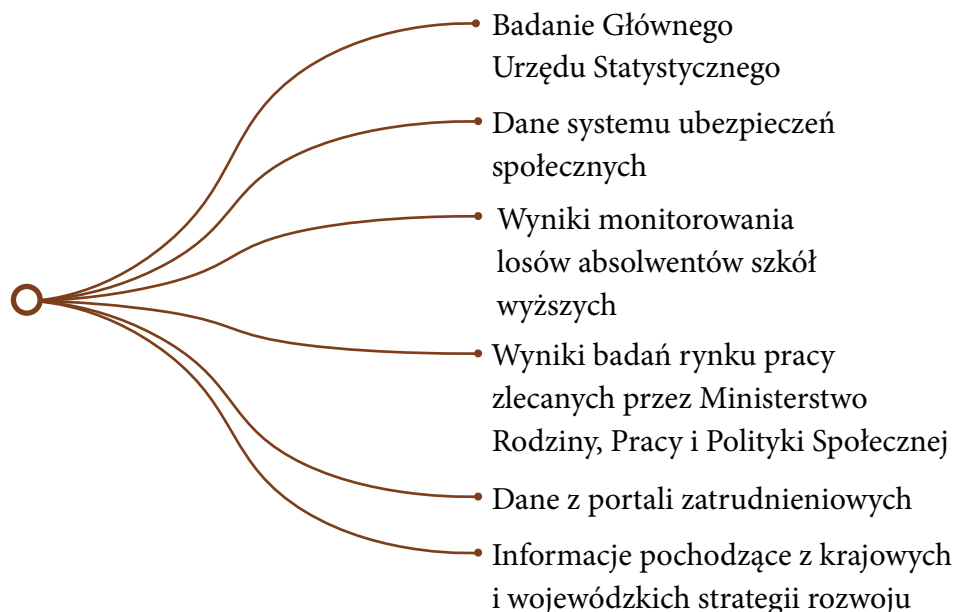 Badanie Głównego
Urzędu Statystycznego
Dane systemu ubezpieczeń
społecznych
Wyniki monitorowania
losów absolwentów szkół
wyższych
Wyniki badań rynku pracy
zlecanych przez Ministerstwo
Rodziny, Pracy i Polityki Społecznej
Dane z portali zatrudnieniowych
Informacje pochodzące z krajowych
i wojewódzkich strategii rozwoju